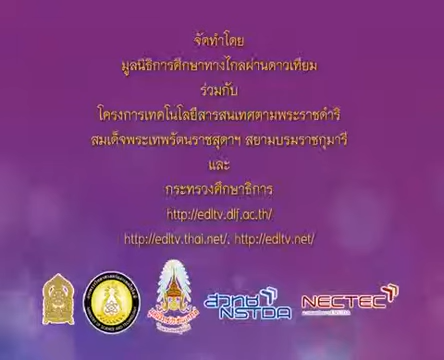 จัดทำโดย
มูลนิธิการศึกษาทางไกลผ่านดาวเทียม
ร่วมกับ
โครงการเทคโนโลยีสารสนเทศตามพระราชดำริ
สมเด็จพระเทพรัตนราชสุดาฯ สยามบรมราชกุมารี
และ
กระทรวงศึกษาธิการ
http://edltv.dlf.ac.th/
http://edltv.thai.net/, http://edltv.net/
สวทช
NSTDA
NECTEC